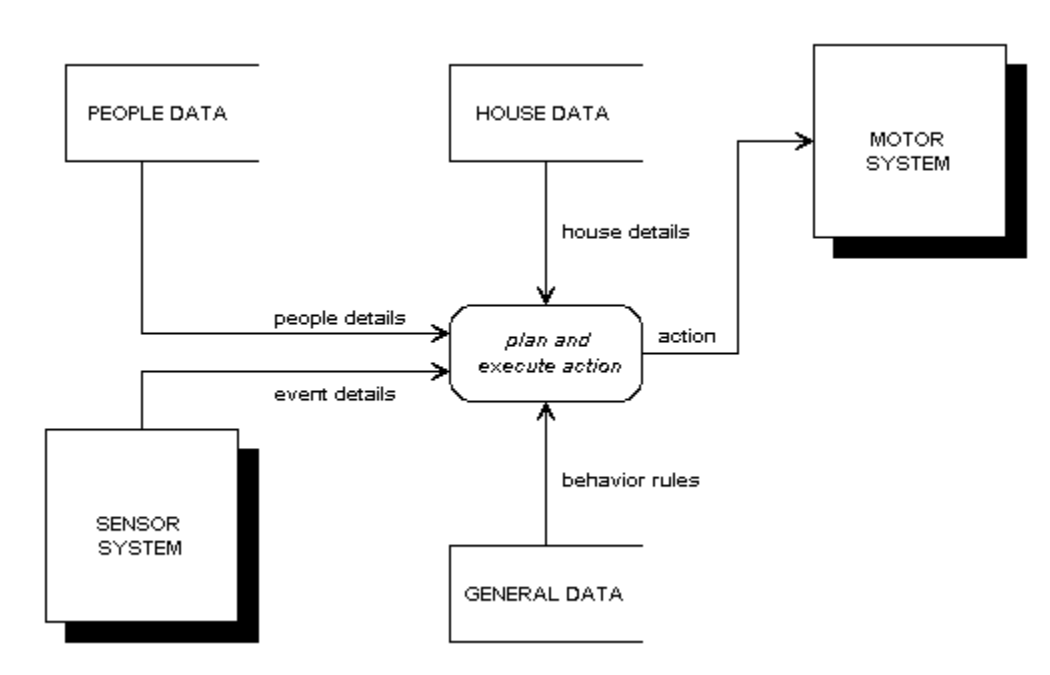 PEOPLE DATA
HOUSE DATA
MOTOR
SYSTEM
house details
people details
plan and
execute action
action
event details
behavior rules
SENSOR
SYSTEM
GENERAL DATA